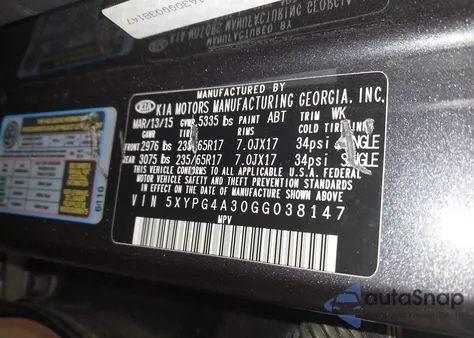 A30GG038147
MANUFACTURED BY
KIA KIA MOTORS MANUFACTURING GEORGIA, INC.
MAR/13/15 GVWR 5335 lbs PAINT ABT TRIM WK
GAWR TIRES RIMS COLD TIRE
FRONT 2976 lbs 235/65R17 7.0JX17 34psi SINGLE
REAR 3075 lbs 235/65R17 7.0JX17 34psi SINGLE
THIS VEHICLE CONFORMS TO ALL APPLICABLE U.S.A. FEDERAL
MOTOR VEHICLE SAFETY AND THEFT PREVENTION STANDARDS IN
EFFECT ON THE DATE OF MANUFACTURE SHOWN ABOVE.
VIN 5XYPG4A30GG038147
MPV
6110
autoSnap